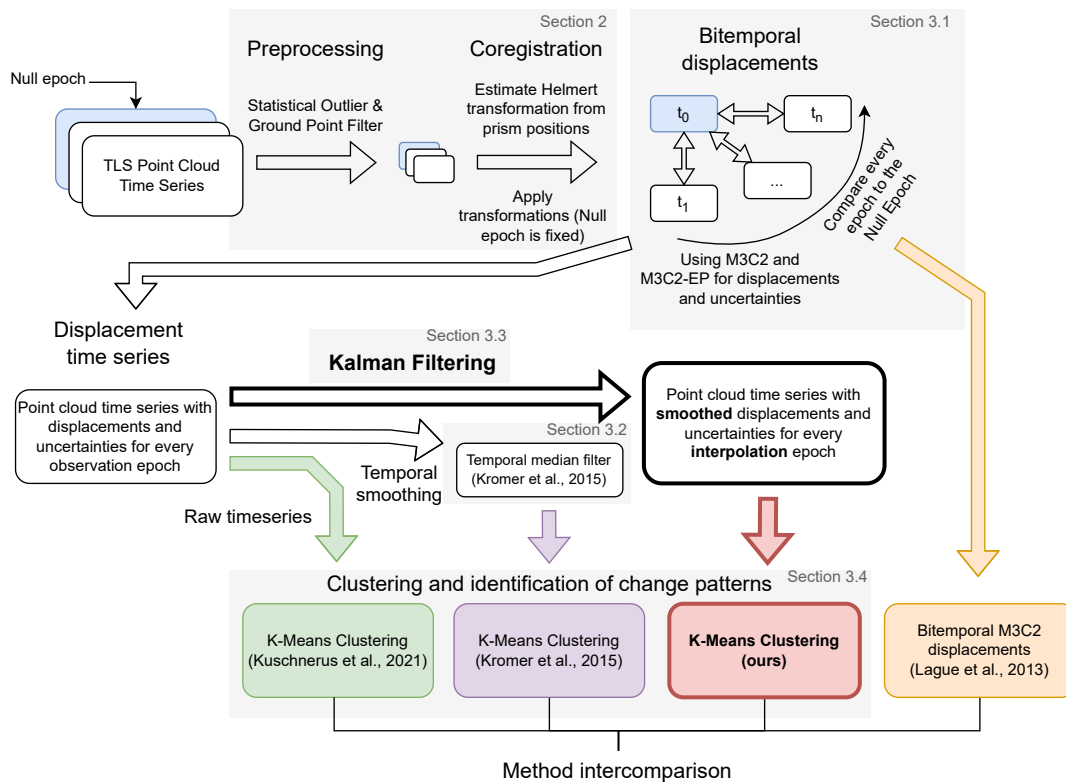 Section 2
Preprocessing
Coregistration
Null epoch
Statistical Outlier &
Ground Point Filter
Estimate Helmert
transformation from
prism positions
TLS Point Cloud
Time Series
Apply
transformations (Null
epoch is fixed)
Section 3.1
Bitemporal
displacements
t0
tn
...
t1
Compare every
epoch to the
Null Epoch
Using M3C2 and
M3C2-EP for displacements
and uncertainties
Displacement
time series
Section 3.3
Kalman Filtering
Point cloud time series with
displacements and
uncertainties for every
observation epoch
Point cloud time series with
smoothed displacements and
uncertainties for every
interpolation epoch
Section 3.2
Temporal
smoothing
Temporal median filter
(Kromer et al., 2015)
Raw timeseries
Section 3.4
Clustering and identification of change patterns
K-Means Clustering
(Kuschnerus et al., 2021)
K-Means Clustering
(Kromer et al., 2015)
K-Means Clustering
(ours)
Bitemporal M3C2
displacements
(Lague et al., 2013)
Method intercomparison